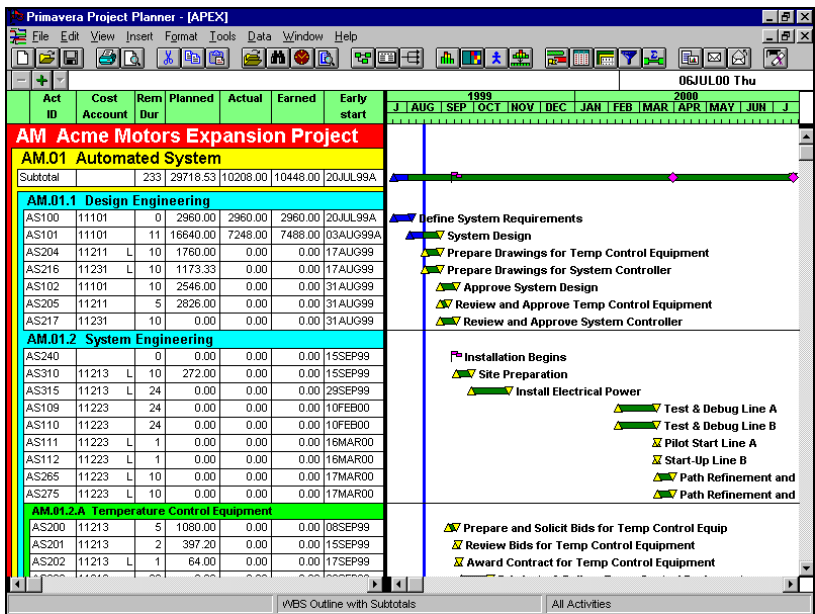 Primavera Project Planner - [APEX]
File Edit View Insert Format Tools Data Window Help
06JUL00 Thu
Act ID Cost Account Rem Dur Planned Actual Earned Early start
1999 2000
J AUG SEP OCT NOV DEC JAN FEB MAR APR MAY JUN J
AM Acme Motors Expansion Project
AM.01 Automated System
Subtotal 233 29718.53 10208.00 10448.00 20JUL99A
AM.01.1 Design Engineering
AS100 11101 0 2960.00 2960.00 2960.00 20JUL99A Define System Requirements
AS101 11101 11 16640.00 7248.00 7488.00 03AUG99A System Design
AS204 11211 L 10 1760.00 0.00 0.00 17AUG99 Prepare Drawings for Temp Control Equipment
AS216 11231 L 10 1173.33 0.00 0.00 17AUG99 Prepare Drawings for System Controller
AS102 11101 10 2546.00 0.00 0.00 31AUG99 Approve System Design
AS205 11211 5 2826.00 0.00 0.00 31AUG99 Review and Approve Temp Control Equipment
AS217 11231 10 0.00 0.00 0.00 31AUG99 Review and Approve System Controller
AM.01.2 System Engineering
AS240 0 0.00 0.00 0.00 15SEP99 Installation Begins
AS310 11213 L 10 272.00 0.00 0.00 15SEP99 Site Preparation
AS315 11213 L 24 0.00 0.00 0.00 29SEP99 Install Electrical Power
AS109 11223 24 0.00 0.00 0.00 10FEB00 Test & Debug Line A
AS110 11223 24 0.00 0.00 0.00 10FEB00 Test & Debug Line B
AS111 11223 L 1 0.00 0.00 0.00 16MAR00 Pilot Start Line A
AS112 11223 L 1 0.00 0.00 0.00 16MAR00 Start-Up Line B
AS265 11223 L 10 0.00 0.00 0.00 17MAR00 Path Refinement and
AS275 11223 L 10 0.00 0.00 0.00 17MAR00 Path Refinement and
AM.01.2.A Temperature Control Equipment
AS200 11213 5 1080.00 0.00 0.00 08SEP99 Prepare and Solicit Bids for Temp Control Equip
AS201 11213 2 397.20 0.00 0.00 15SEP99 Review Bids for Temp Control Equipment
AS202 11213 L 1 64.00 0.00 0.00 17SEP99 Award Contract for Temp Control Equipment
WBS Outline with Subtotals All Activities